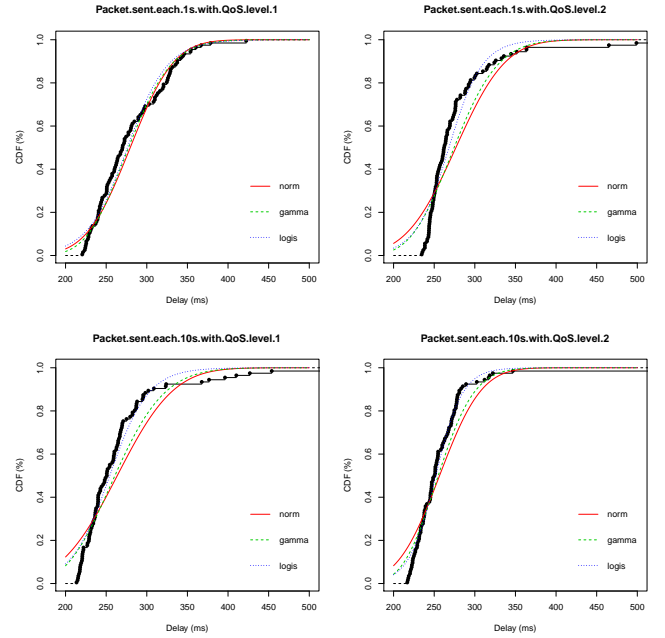 Packet.sent.each.1s.with.QoS.level.1
CDF (%)
0.0 0.2 0.4 0.6 0.8 1.0
norm
gamma
logis
200 250 300 350 400 450 500
Delay (ms)
Packet.sent.each.1s.with.QoS.level.2
CDF (%)
0.0 0.2 0.4 0.6 0.8 1.0
norm
gamma
logis
200 250 300 350 400 450 500
Delay (ms)
Packet.sent.each.10s.with.QoS.level.1
CDF (%)
0.0 0.2 0.4 0.6 0.8 1.0
norm
gamma
logis
200 250 300 350 400 450 500
Delay (ms)
Packet.sent.each.10s.with.QoS.level.2
CDF (%)
0.0 0.2 0.4 0.6 0.8 1.0
norm
gamma
logis
200 250 300 350 400 450 500
Delay (ms)